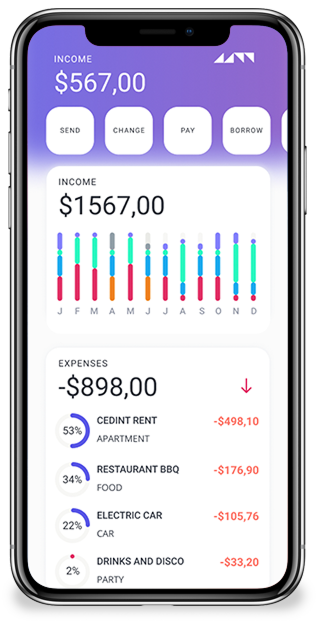 INCOME
$567,00
SEND CHANGE PAY BORROW
INCOME
$1567,00
J F M A M J J A S O N D
EXPENSES
-$898,00
53% CEDINT RENT -$498,10
APARTMENT
34% RESTAURANT BBQ -$176,90
FOOD
22% ELECTRIC CAR -$105,76
CAR
2% DRINKS AND DISCO -$33,20
PARTY